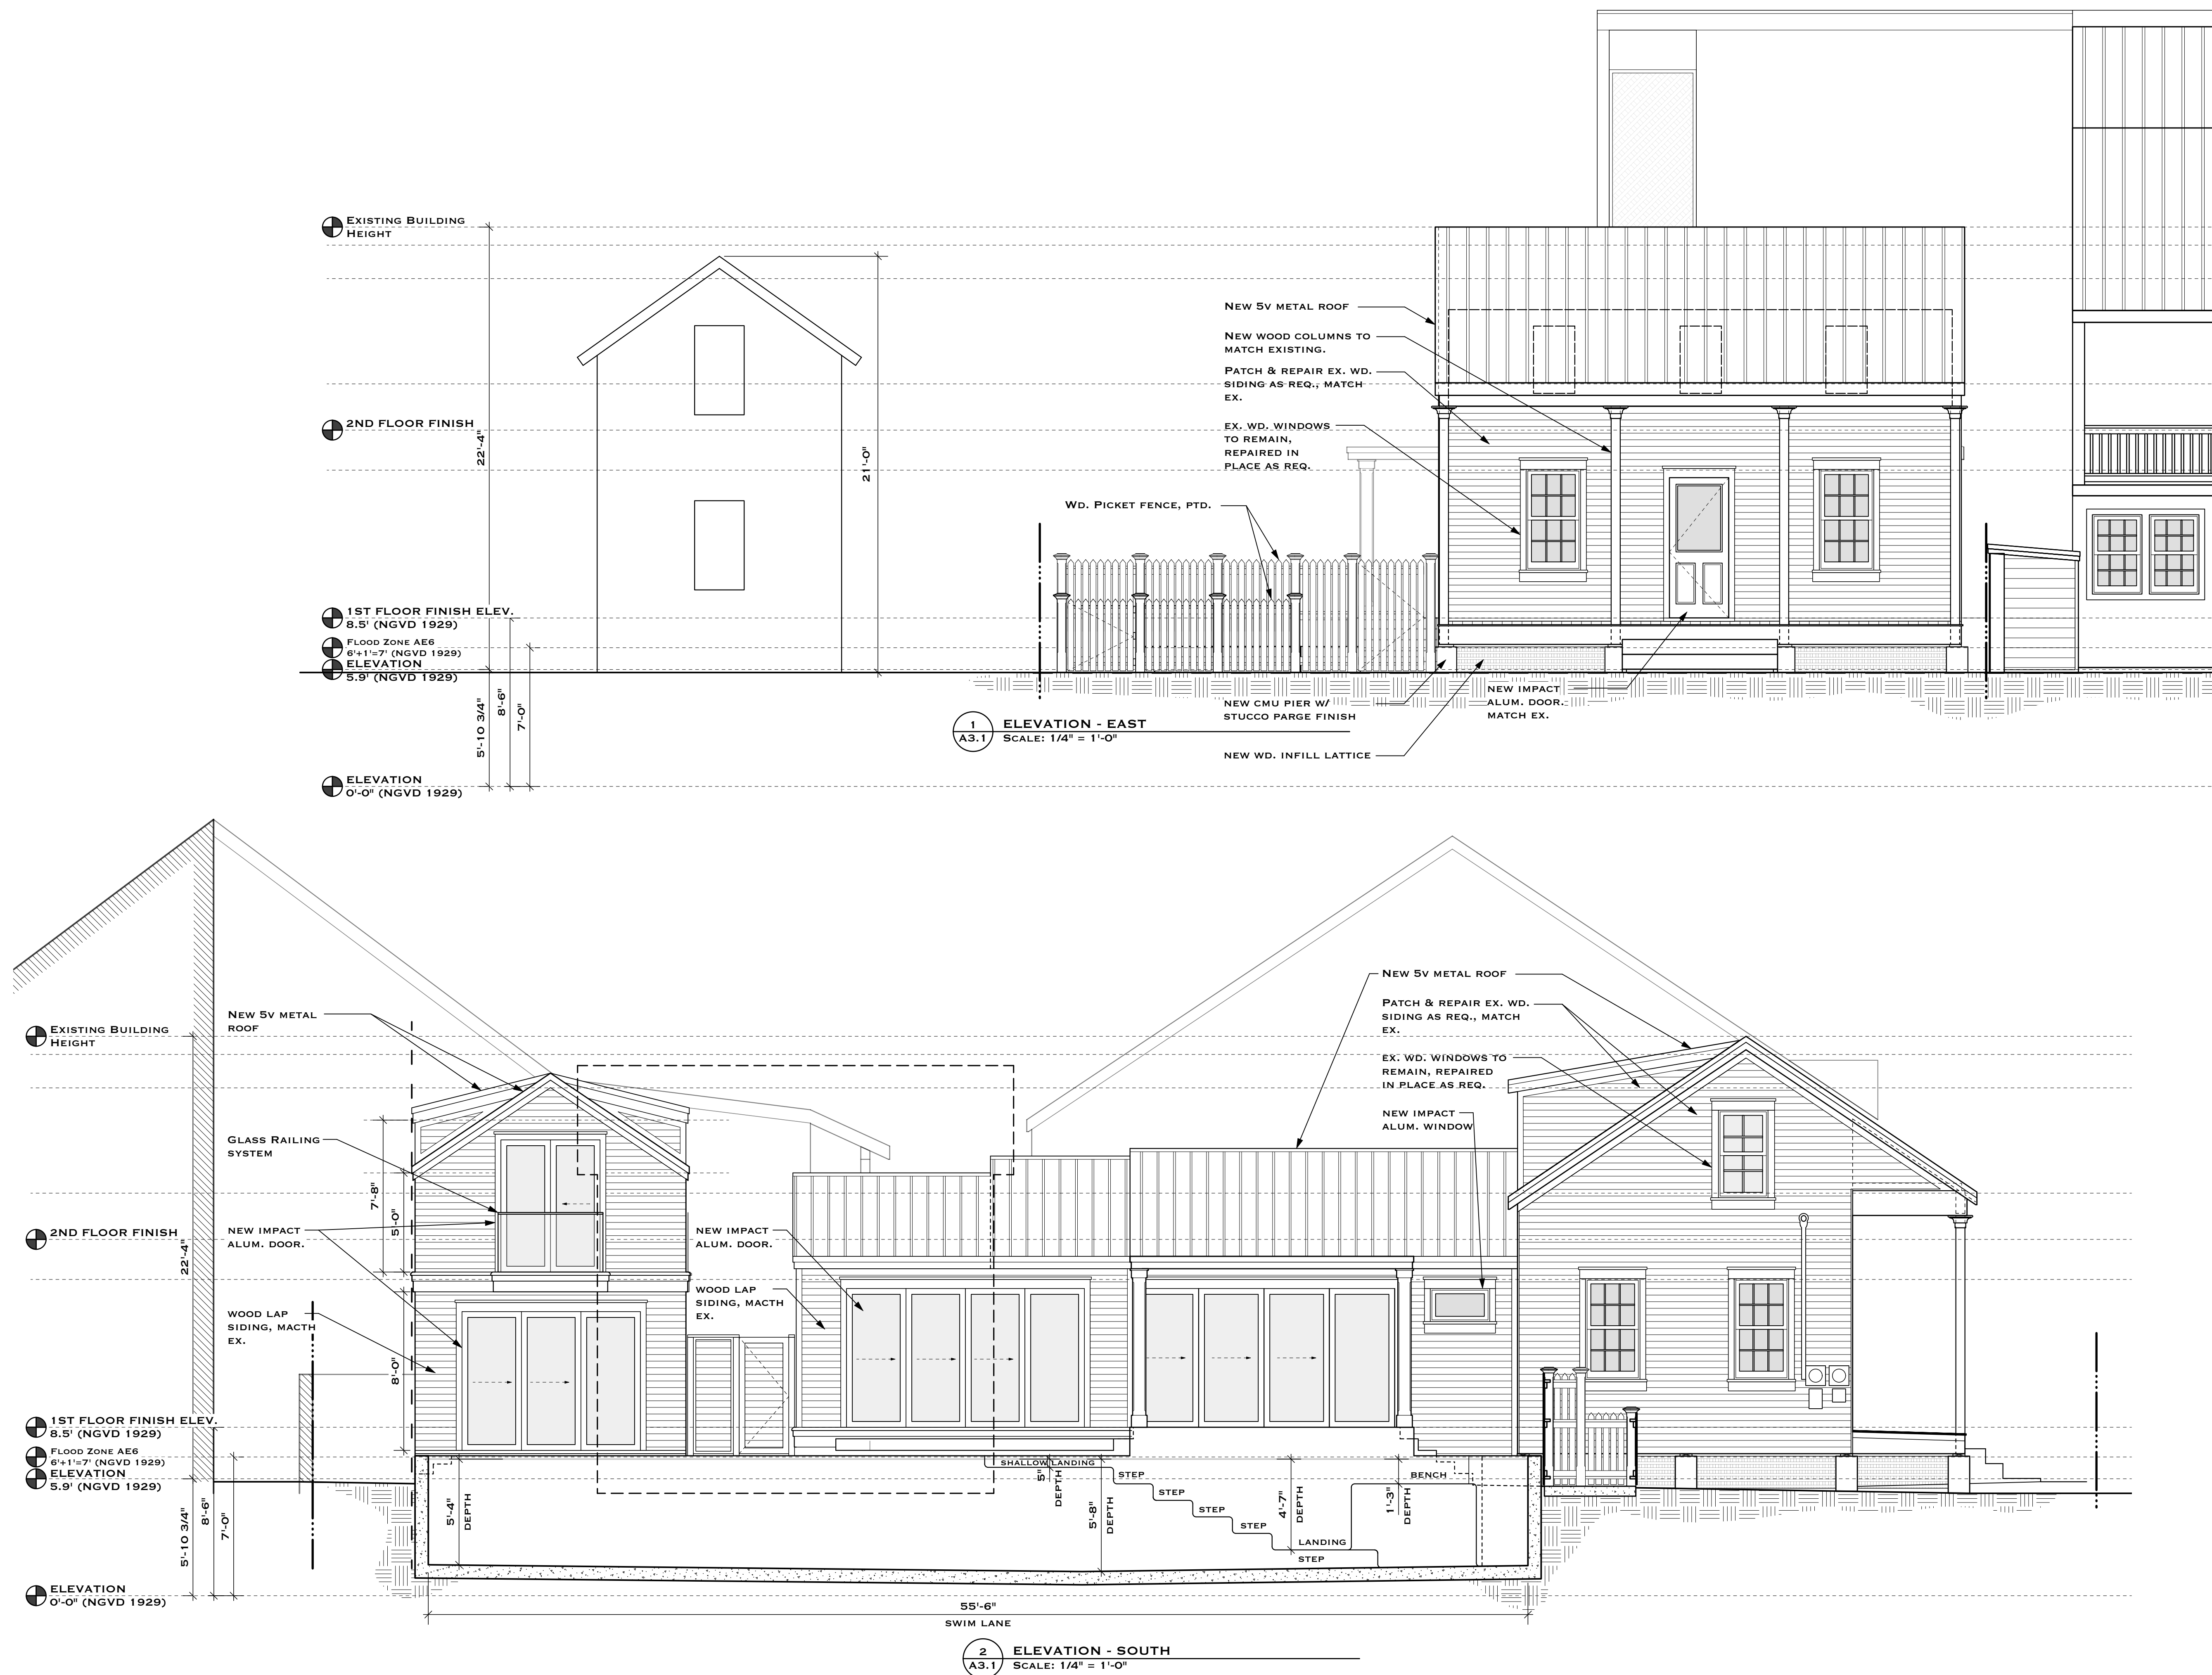 Existing Building
Height
22'-4"
21'-0"
2ND FLOOR FINISH
1ST FLOOR FINISH ELEV.
8.5' (NGVD 1929)
Flood Zone AE6
6'+1'=7' (NGVD 1929)
ELEVATION
5.9' (NGVD 1929)
5'-10 3/4"
8'-6"
7'-0"
ELEVATION
0'-0" (NGVD 1929)
New 5v metal roof
New wood columns to
match existing.
Patch & repair ex. wd.
siding as req., match
ex.
ex. wd. windows
to remain,
repaired in
place as req.
Wd. Picket fence, ptd.
new cmu pier w/
stucco parge finish
new impact
alum. door.
match ex.
new wd. infill lattice
1
A3.1
ELEVATION - EAST
Scale: 1/4" = 1'-0"
New 5v metal
roof
Existing Building
Height
Glass Railing
system
7'-8"
5'-0"
2ND FLOOR FINISH
22'-4"
new impact
alum. door.
wood lap
siding, macth
ex.
8'-0"
new impact
alum. door.
wood lap
siding, macth
ex.
New 5v metal roof
Patch & repair ex. wd.
siding as req., match
ex.
ex. wd. windows to
remain, repaired
in place as req.
new impact
alum. window
1ST FLOOR FINISH ELEV.
8.5' (NGVD 1929)
Flood Zone AE6
6'+1'=7' (NGVD 1929)
ELEVATION
5.9' (NGVD 1929)
5'-10 3/4"
8'-6"
7'-0"
ELEVATION
0'-0" (NGVD 1929)
5'-4"
DEPTH
SHALLOW LANDING
5"
DEPTH
5'-8"
DEPTH
STEP
STEP
STEP
STEP
4'-7"
DEPTH
LANDING
STEP
1'-3"
DEPTH
BENCH
55'-6"
SWIM LANE
2
A3.1
ELEVATION - SOUTH
Scale: 1/4" = 1'-0"